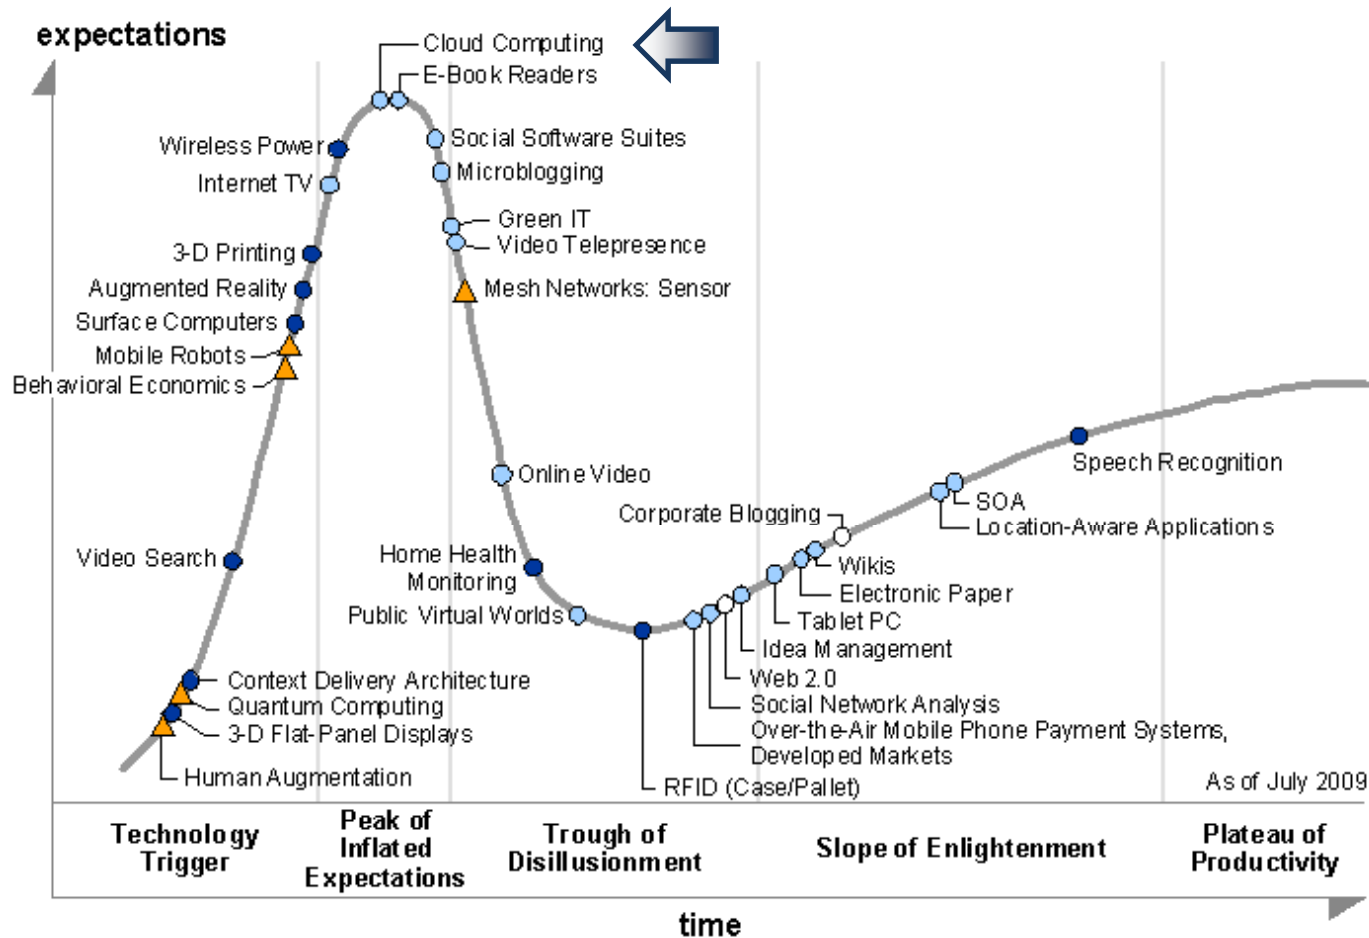 expectations
Cloud Computing
E-Book Readers
Social Software Suites
Wireless Power
Microblogging
Internet TV
Green IT
Video Telepresence
3-D Printing
Augmented Reality
Mesh Networks: Sensor
Surface Computers
Mobile Robots
Behavioral Economics
Speech Recognition
Online Video
SOA
Corporate Blogging
Location-Aware Applications
Home Health
Monitoring
Video Search
Wikis
Electronic Paper
Public Virtual Worlds
Tablet PC
Idea Management
Context Delivery Architecture
Web 2.0
Quantum Computing
Social Network Analysis
3-D Flat-Panel Displays
Over-the-Air Mobile Phone Payment Systems,
Developed Markets
Human Augmentation
RFID (Case/Pallet)
As of July 2009
Technology
Trigger
Peak of
Inflated
Expectations
Trough of
Disillusionment
Slope of Enlightenment
Plateau of
Productivity
time